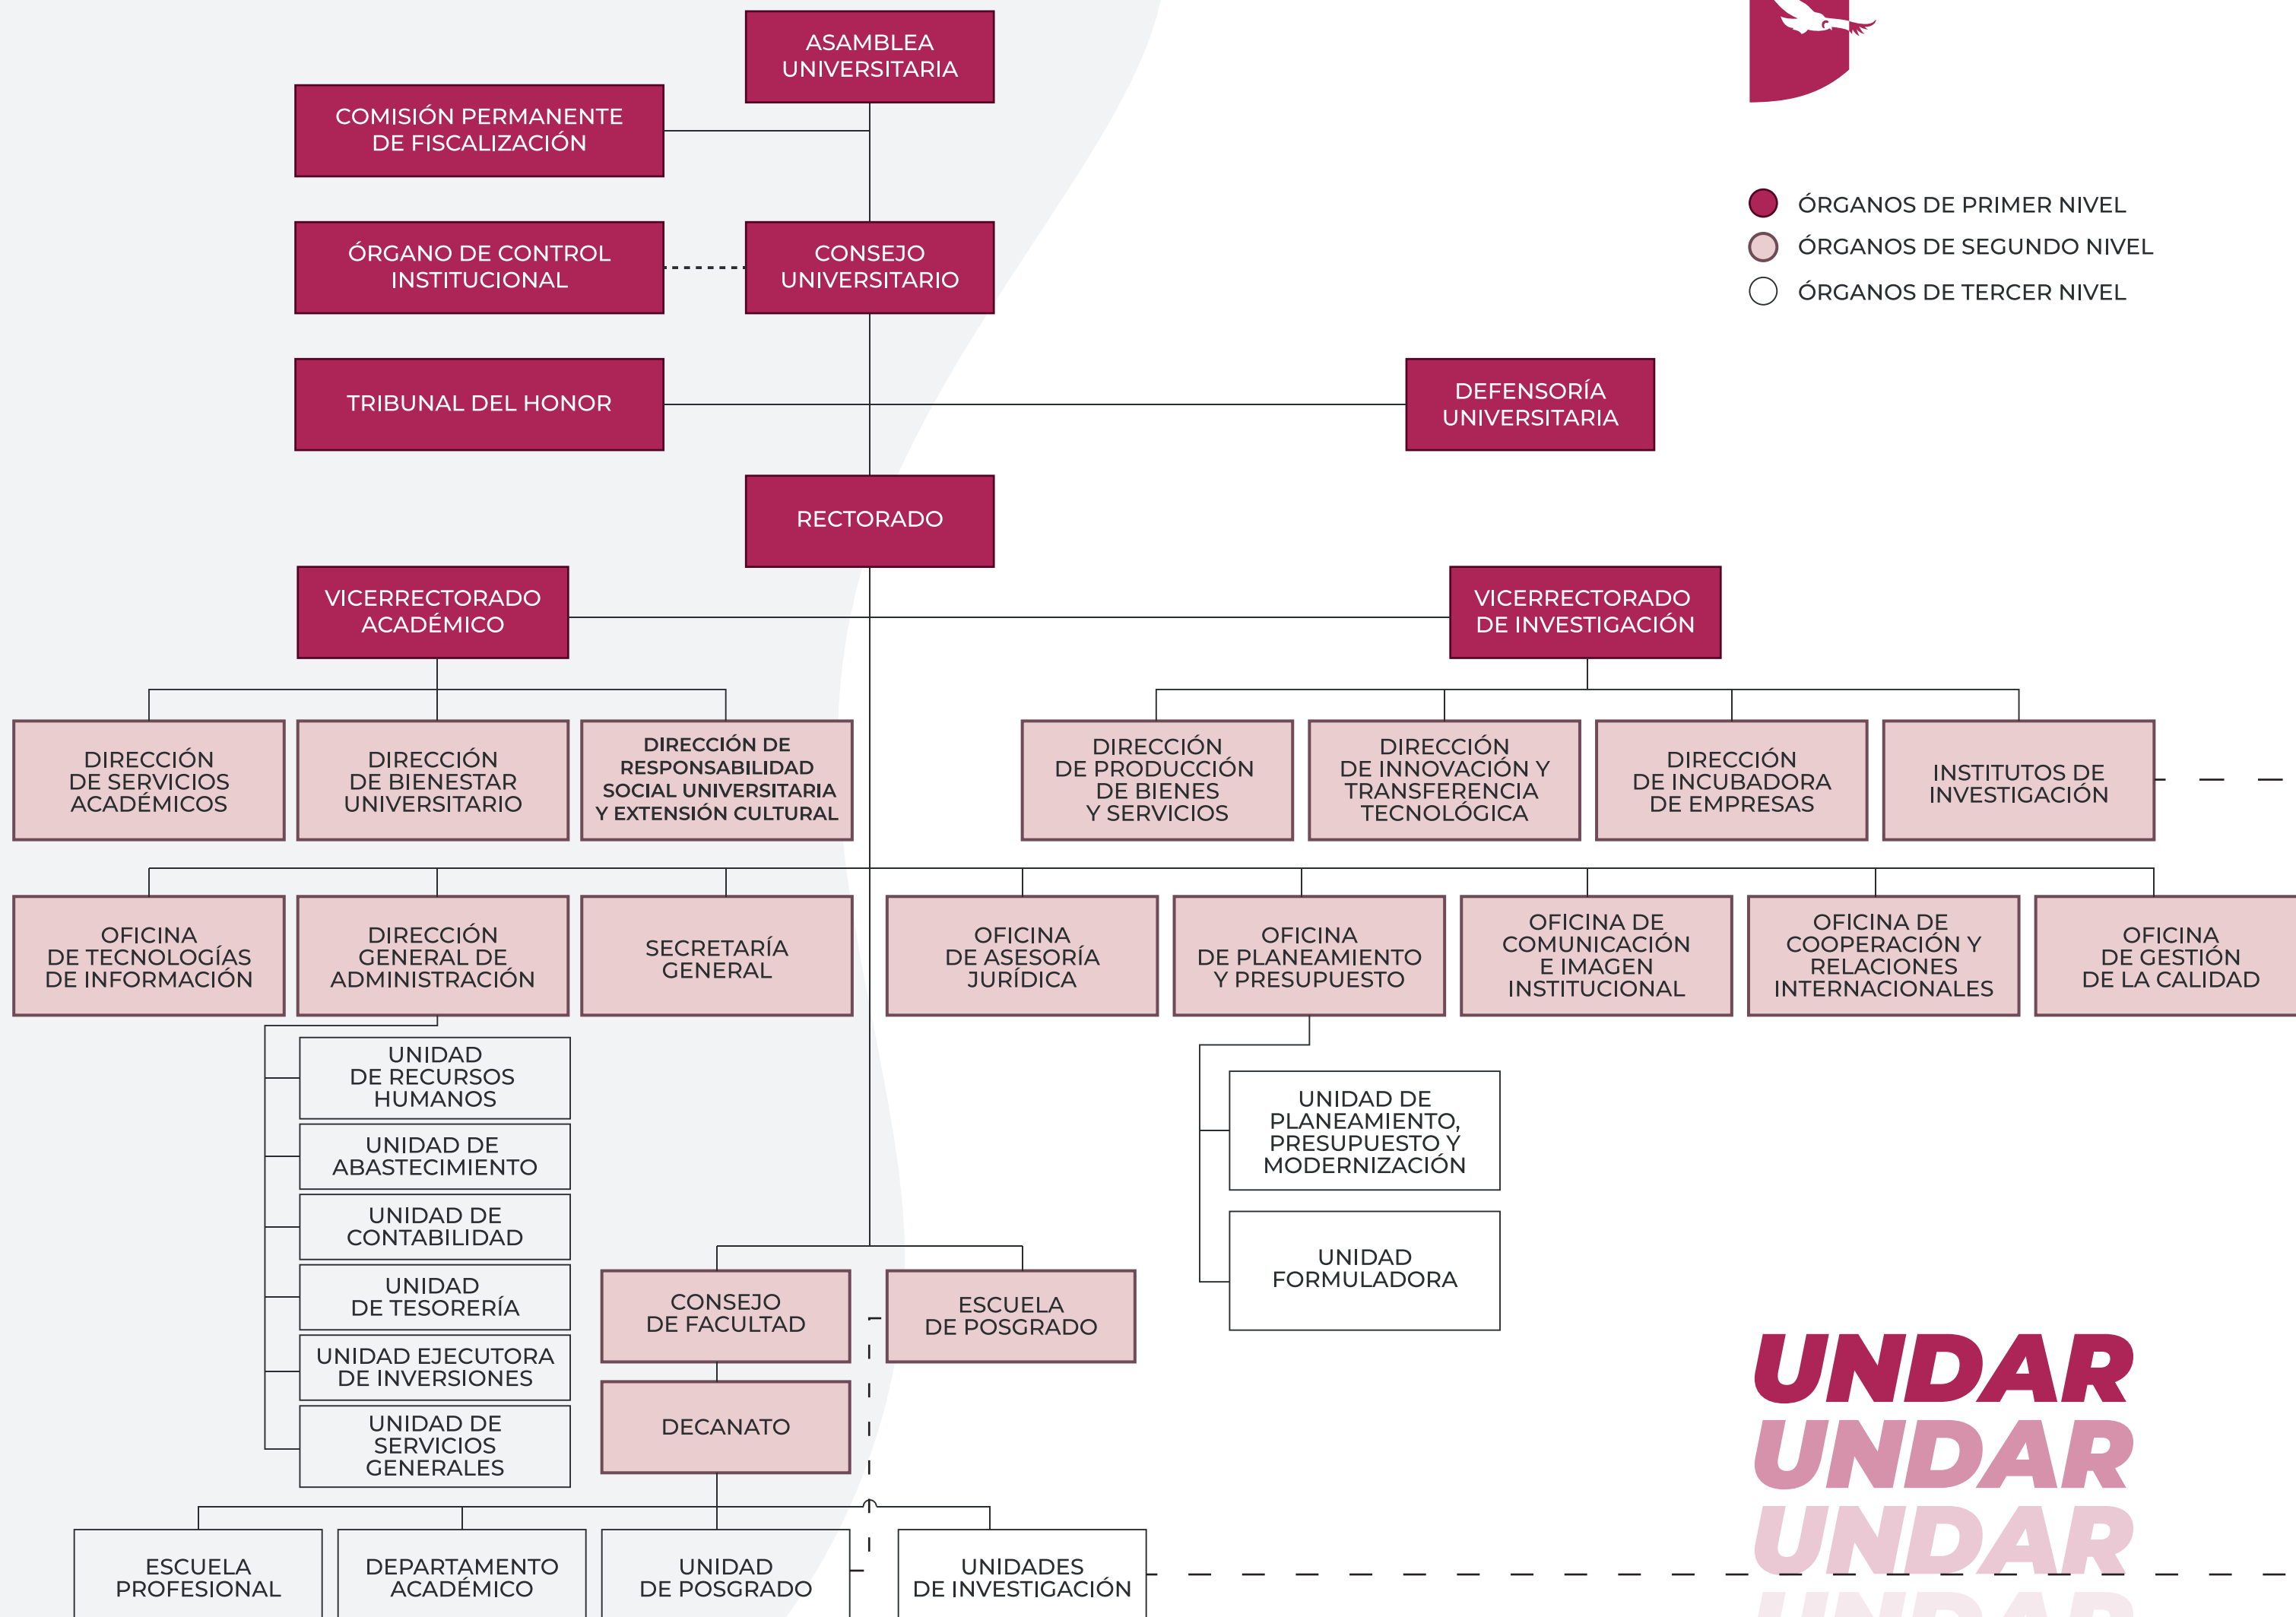 ASAMBLEA
UNIVERSITARIA
COMISIÓN PERMANENTE
DE FISCALIZACIÓN
ÓRGANOS DE PRIMER NIVEL
ÓRGANOS DE SEGUNDO NIVEL
ÓRGANOS DE TERCER NIVEL
ÓRGANO DE CONTROL
INSTITUCIONAL
CONSEJO
UNIVERSITARIO
TRIBUNAL DEL HONOR
DEFENSORÍA
UNIVERSITARIA
RECTORADO
VICERRECTORADO
ACADÉMICO
VICERRECTORADO
DE INVESTIGACIÓN
DIRECCIÓN
DE SERVICIOS
ACADÉMICOS
DIRECCIÓN
DE BIENESTAR
UNIVERSITARIO
DIRECCIÓN DE
RESPONSABILIDAD
SOCIAL UNIVERSITARIA
Y EXTENSIÓN CULTURAL
DIRECCIÓN
DE PRODUCCIÓN
DE BIENES
Y SERVICIOS
DIRECCIÓN
DE INNOVACIÓN Y
TRANSFERENCIA
TECNOLÓGICA
DIRECCIÓN
DE INCUBADORA
DE EMPRESAS
INSTITUTOS DE
INVESTIGACIÓN
OFICINA
DE TECNOLOGÍAS
DE INFORMACIÓN
DIRECCIÓN
GENERAL DE
ADMINISTRACIÓN
SECRETARÍA
GENERAL
OFICINA
DE ASESORÍA
JURÍDICA
OFICINA
DE PLANEAMIENTO
Y PRESUPUESTO
OFICINA DE
COMUNICACIÓN
E IMAGEN
INSTITUCIONAL
OFICINA DE
COOPERACIÓN Y
RELACIONES
INTERNACIONALES
OFICINA
DE GESTIÓN
DE LA CALIDAD
UNIDAD
DE RECURSOS
HUMANOS
UNIDAD DE
ABASTECIMIENTO
UNIDAD DE
CONTABILIDAD
UNIDAD
DE TESORERÍA
UNIDAD EJECUTORA
DE INVERSIONES
UNIDAD DE
SERVICIOS
GENERALES
UNIDAD DE
PLANEAMIENTO,
PRESUPUESTO Y
MODERNIZACIÓN
UNIDAD
FORMULADORA
CONSEJO
DE FACULTAD
ESCUELA
DE POSGRADO
DECANATO
ESCUELA
PROFESIONAL
DEPARTAMENTO
ACADÉMICO
UNIDAD
DE POSGRADO
UNIDADES
DE INVESTIGACIÓN
UNDAR
UNDAR
UNDAR
UNDAR